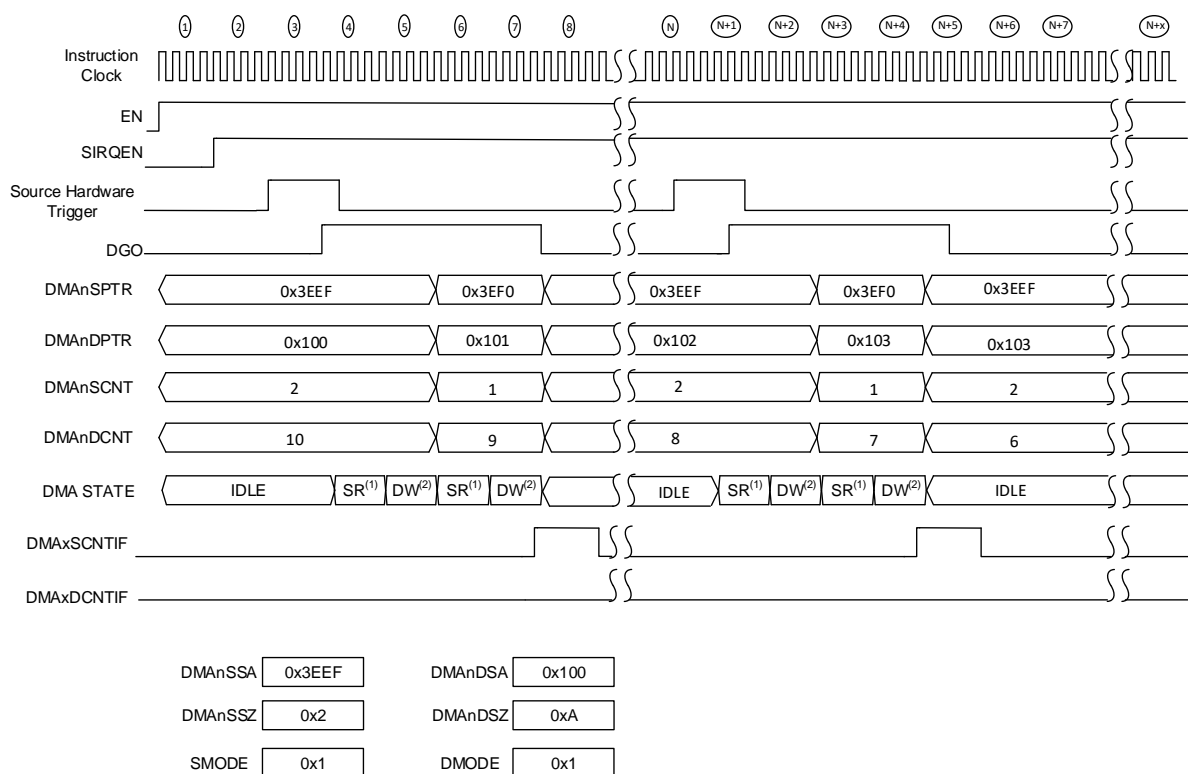 1 2 3 4 5 6 7 8 N N+1 N+2 N+3 N+4 N+5 N+6 N+7 N+x
Instruction
Clock
EN
SIRQEN
Source Hardware
Trigger
DGO
DMAnSPTR 0x3EEF 0x3EF0 0x3EEF 0x3EF0 0x3EEF
DMAnDPTR 0x100 0x101 0x102 0x103 0x103
DMAnSCNT 2 1 2 1 2
DMAnDCNT 10 9 8 7 6
DMA STATE IDLE SR(1) DW(2) SR(1) DW(2) IDLE SR(1) DW(2) SR(1) DW(2) IDLE
DMAxSCNTIF
DMAxDCNTIF
DMAnSSA 0x3EEF DMAnDSA 0x100
DMAnSSZ 0x2 DMAnDSZ 0xA
SMODE 0x1 DMODE 0x1